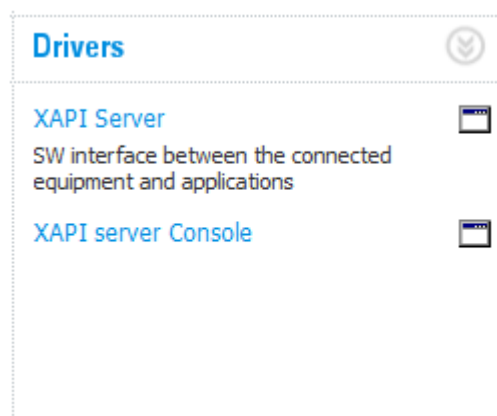 Drivers
XAPI Server
SW interface between the connected
equipment and applications
XAPI server Console